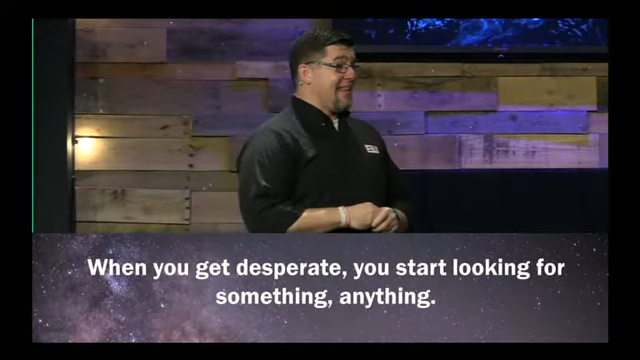 When you get desperate, you start looking for
something, anything.